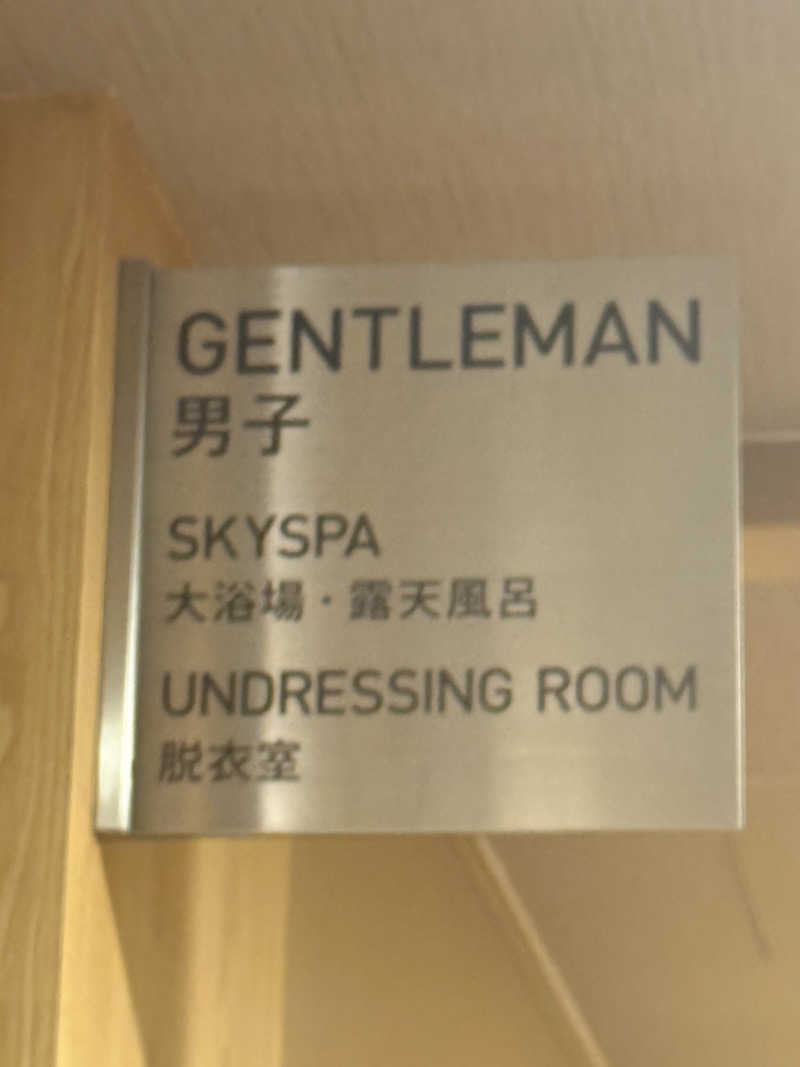 GENTLEMAN
男子
SKYSPA
大浴場・露天風呂
UNDRESSING ROOM
脱衣室